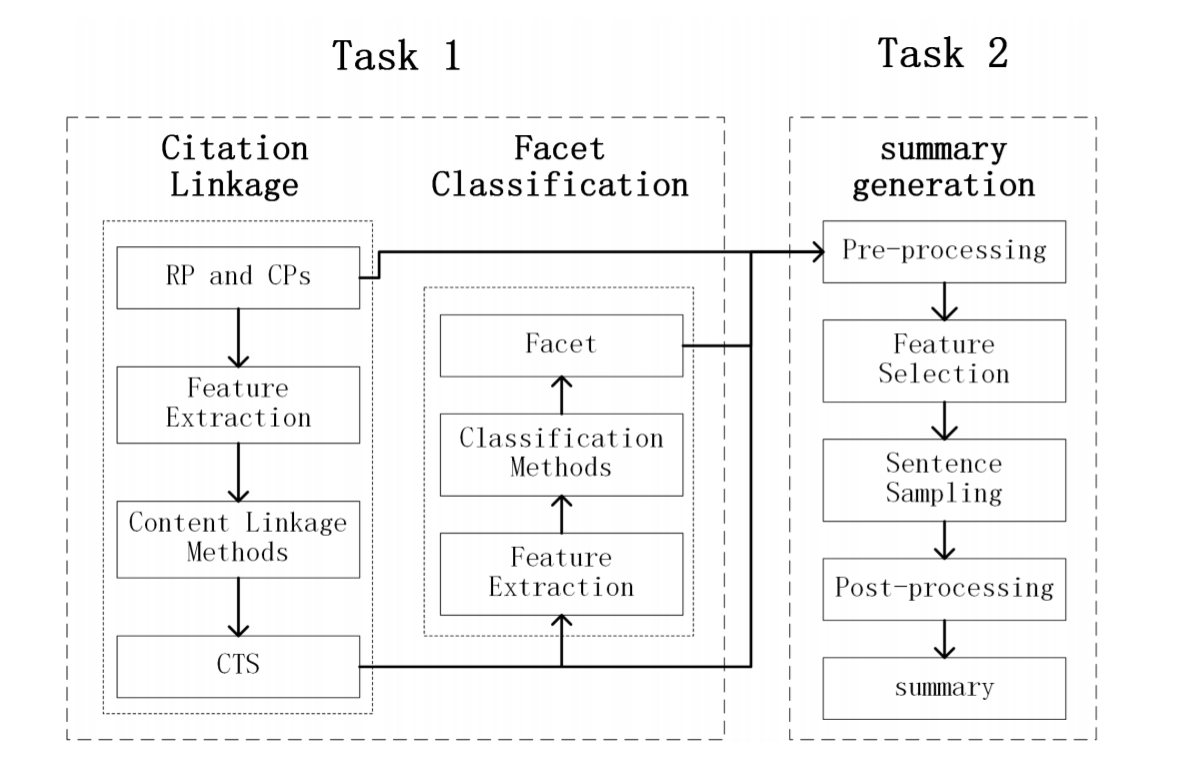 Task 1
Task 2
Citation
Linkage
Facet
Classification
summary
generation
RP and CPs
Feature
Extraction
Content Linkage
Methods
CTS
Facet
Classification
Methods
Feature
Extraction
Pre-processing
Feature
Selection
Sentence
Sampling
Post-processing
summary